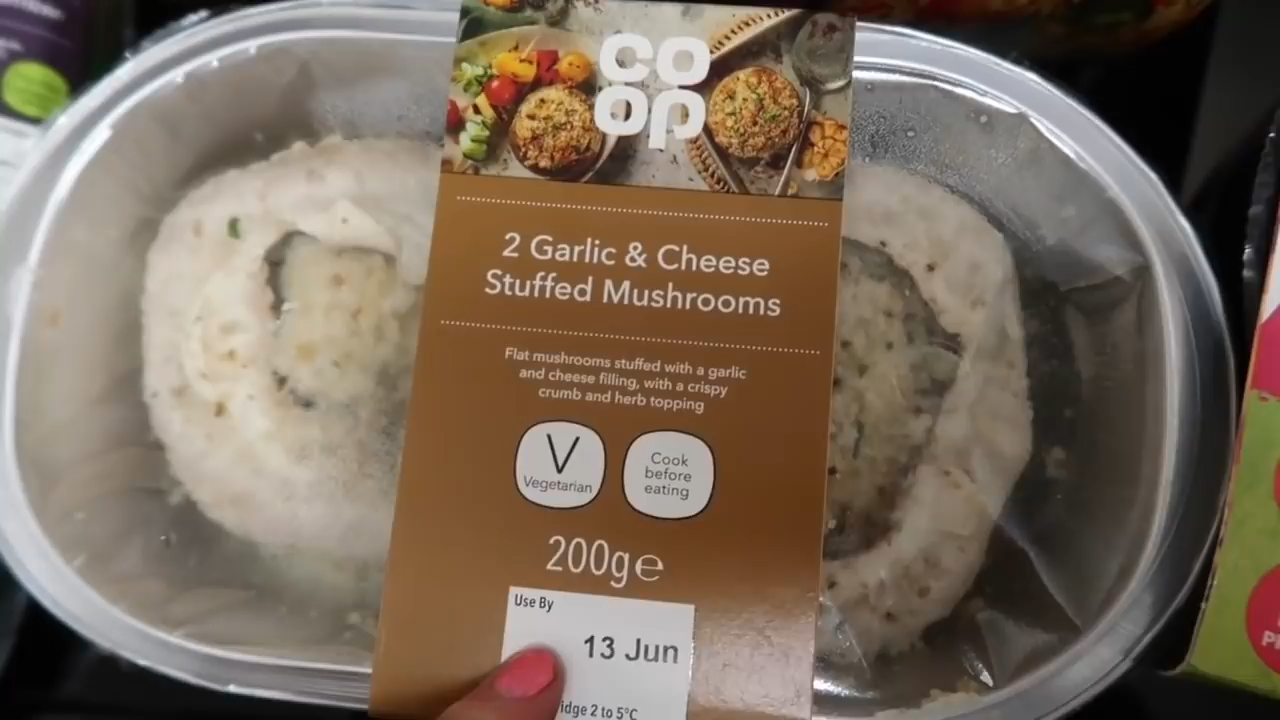 CO
OP
2 Garlic & Cheese
Stuffed Mushrooms
Flat mushrooms stuffed with a garlic
and cheese filling, with a crispy
crumb and herb topping
V
Vegetarian
Cook
before
eating
200g℮
Use By
13 Jun
idge 2 to 5°C